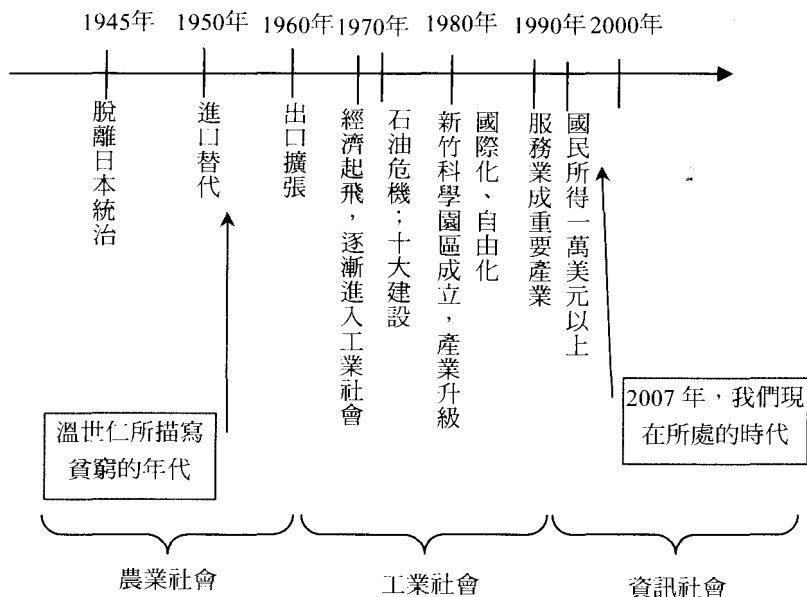 1945年
1950年
1960年
1970年
1980年
1990年
2000年
脫離日本統治
進口替代
出口擴張
經濟起飛，逐漸進入工業社會
石油危機；十大建設
新竹科學園區成立，產業升級
國際化、自由化
服務業成重要產業
國民所得一萬美元以上
溫世仁所描寫
貧窮的年代
2007 年，我們現
在所處的時代
農業社會
工業社會
資訊社會